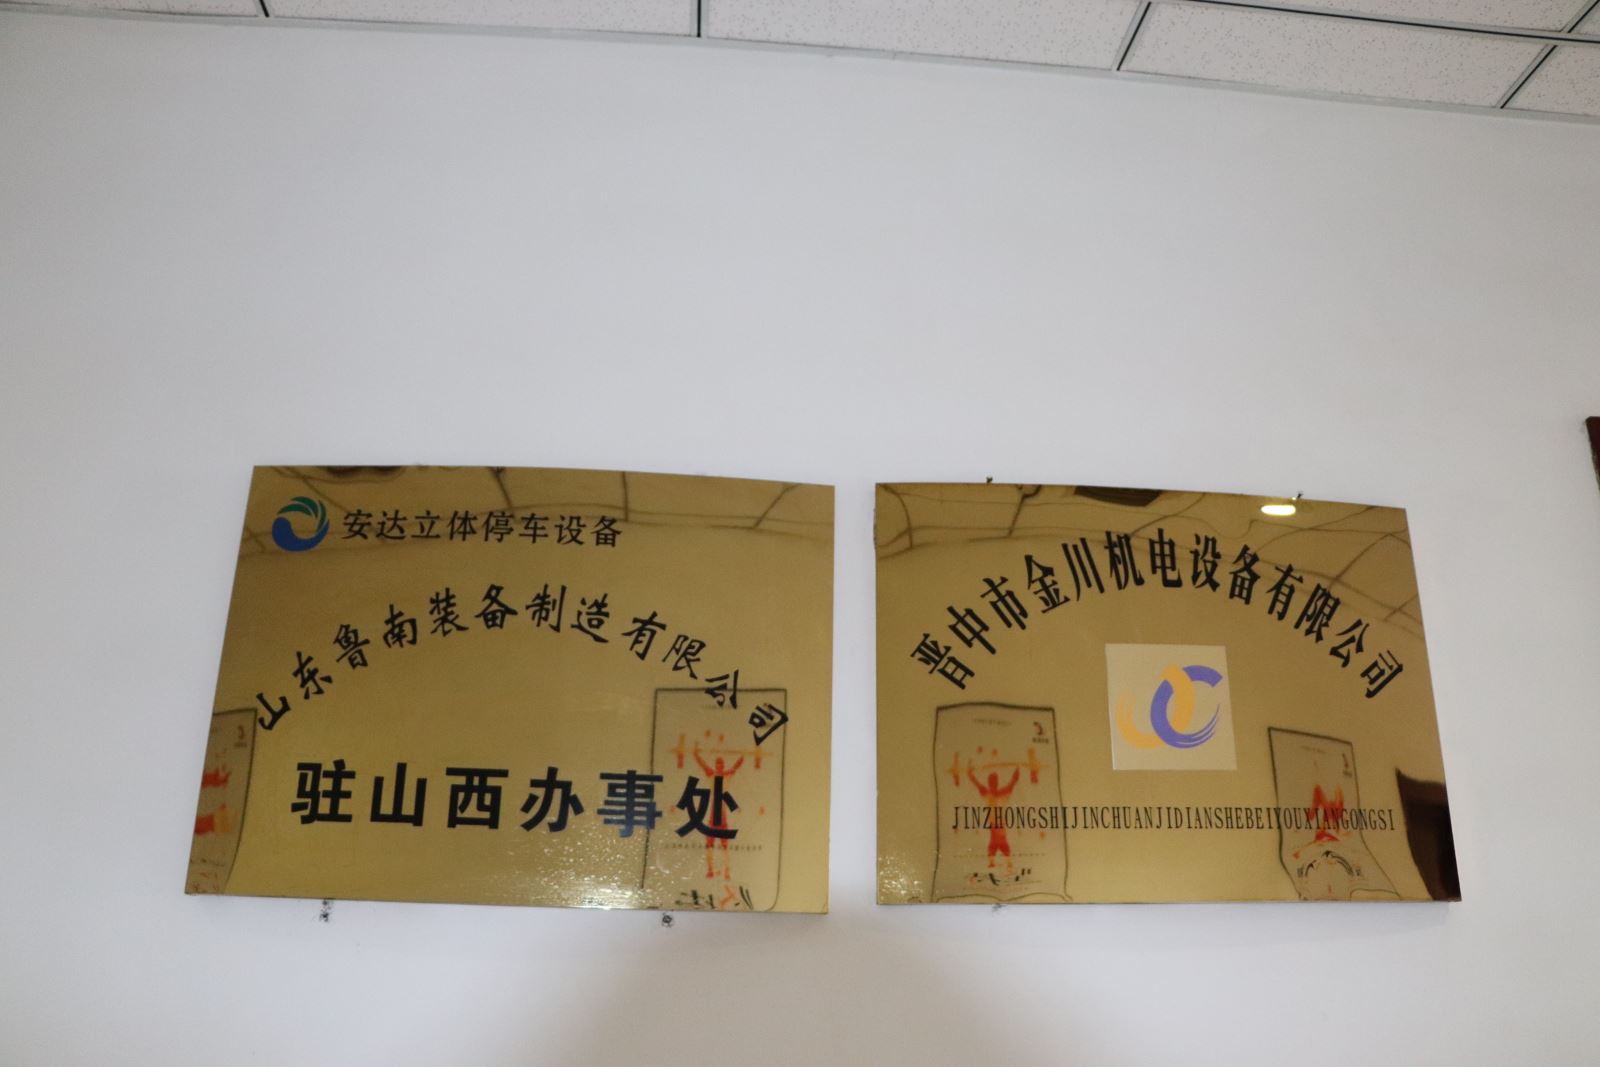 安达立体停车设备
山东鲁南装备制造有限公司
驻山西办事处
晋中市金川机电设备有限公司
JINZHONGSHIJINCHUANJIDIANSHEBEIYOUXIANGONGSI